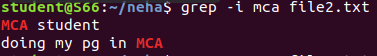 student@S66:~/neha$ grep -i mca file2.txt
MCA student
doing my pg in MCA